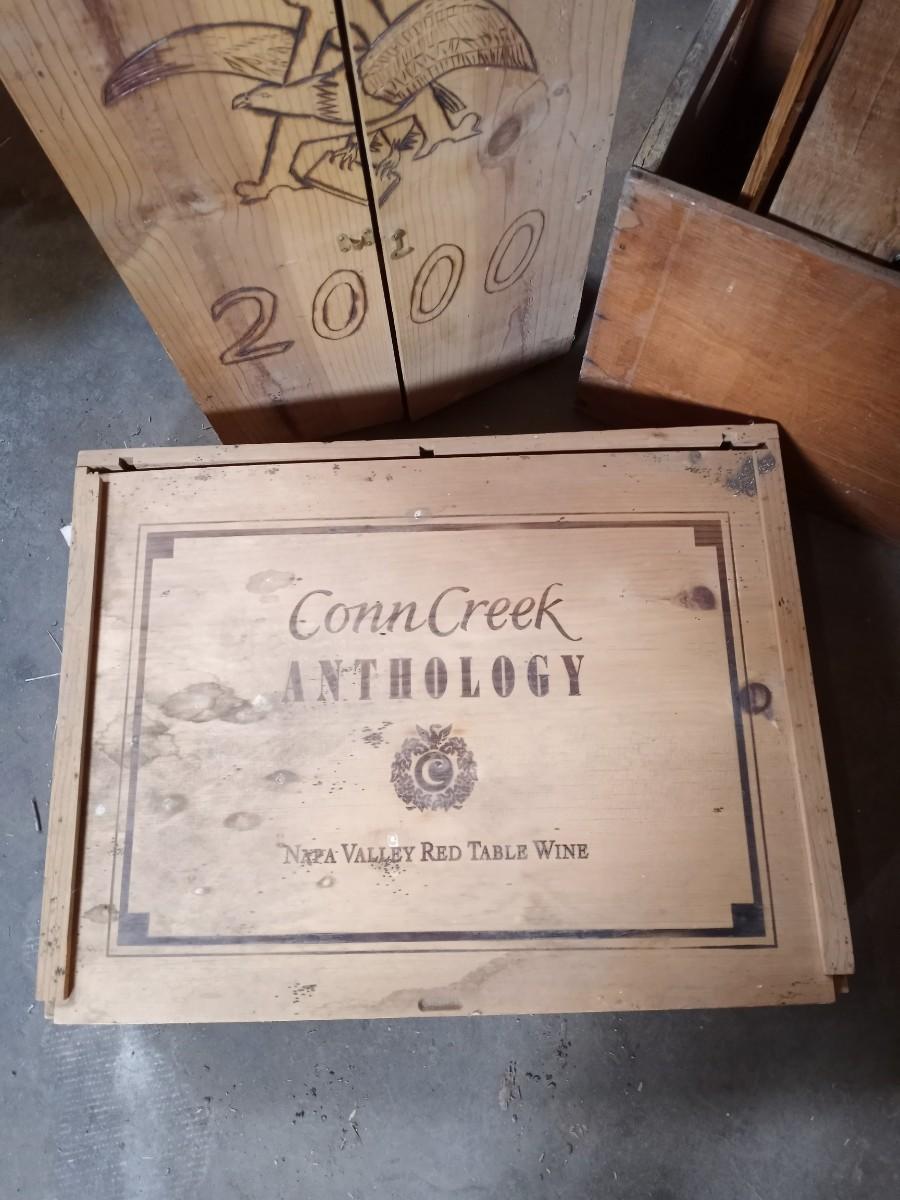 2000
Conn Creek
ANTHOLOGY
C
NAPA VALLEY RED TABLE WINE